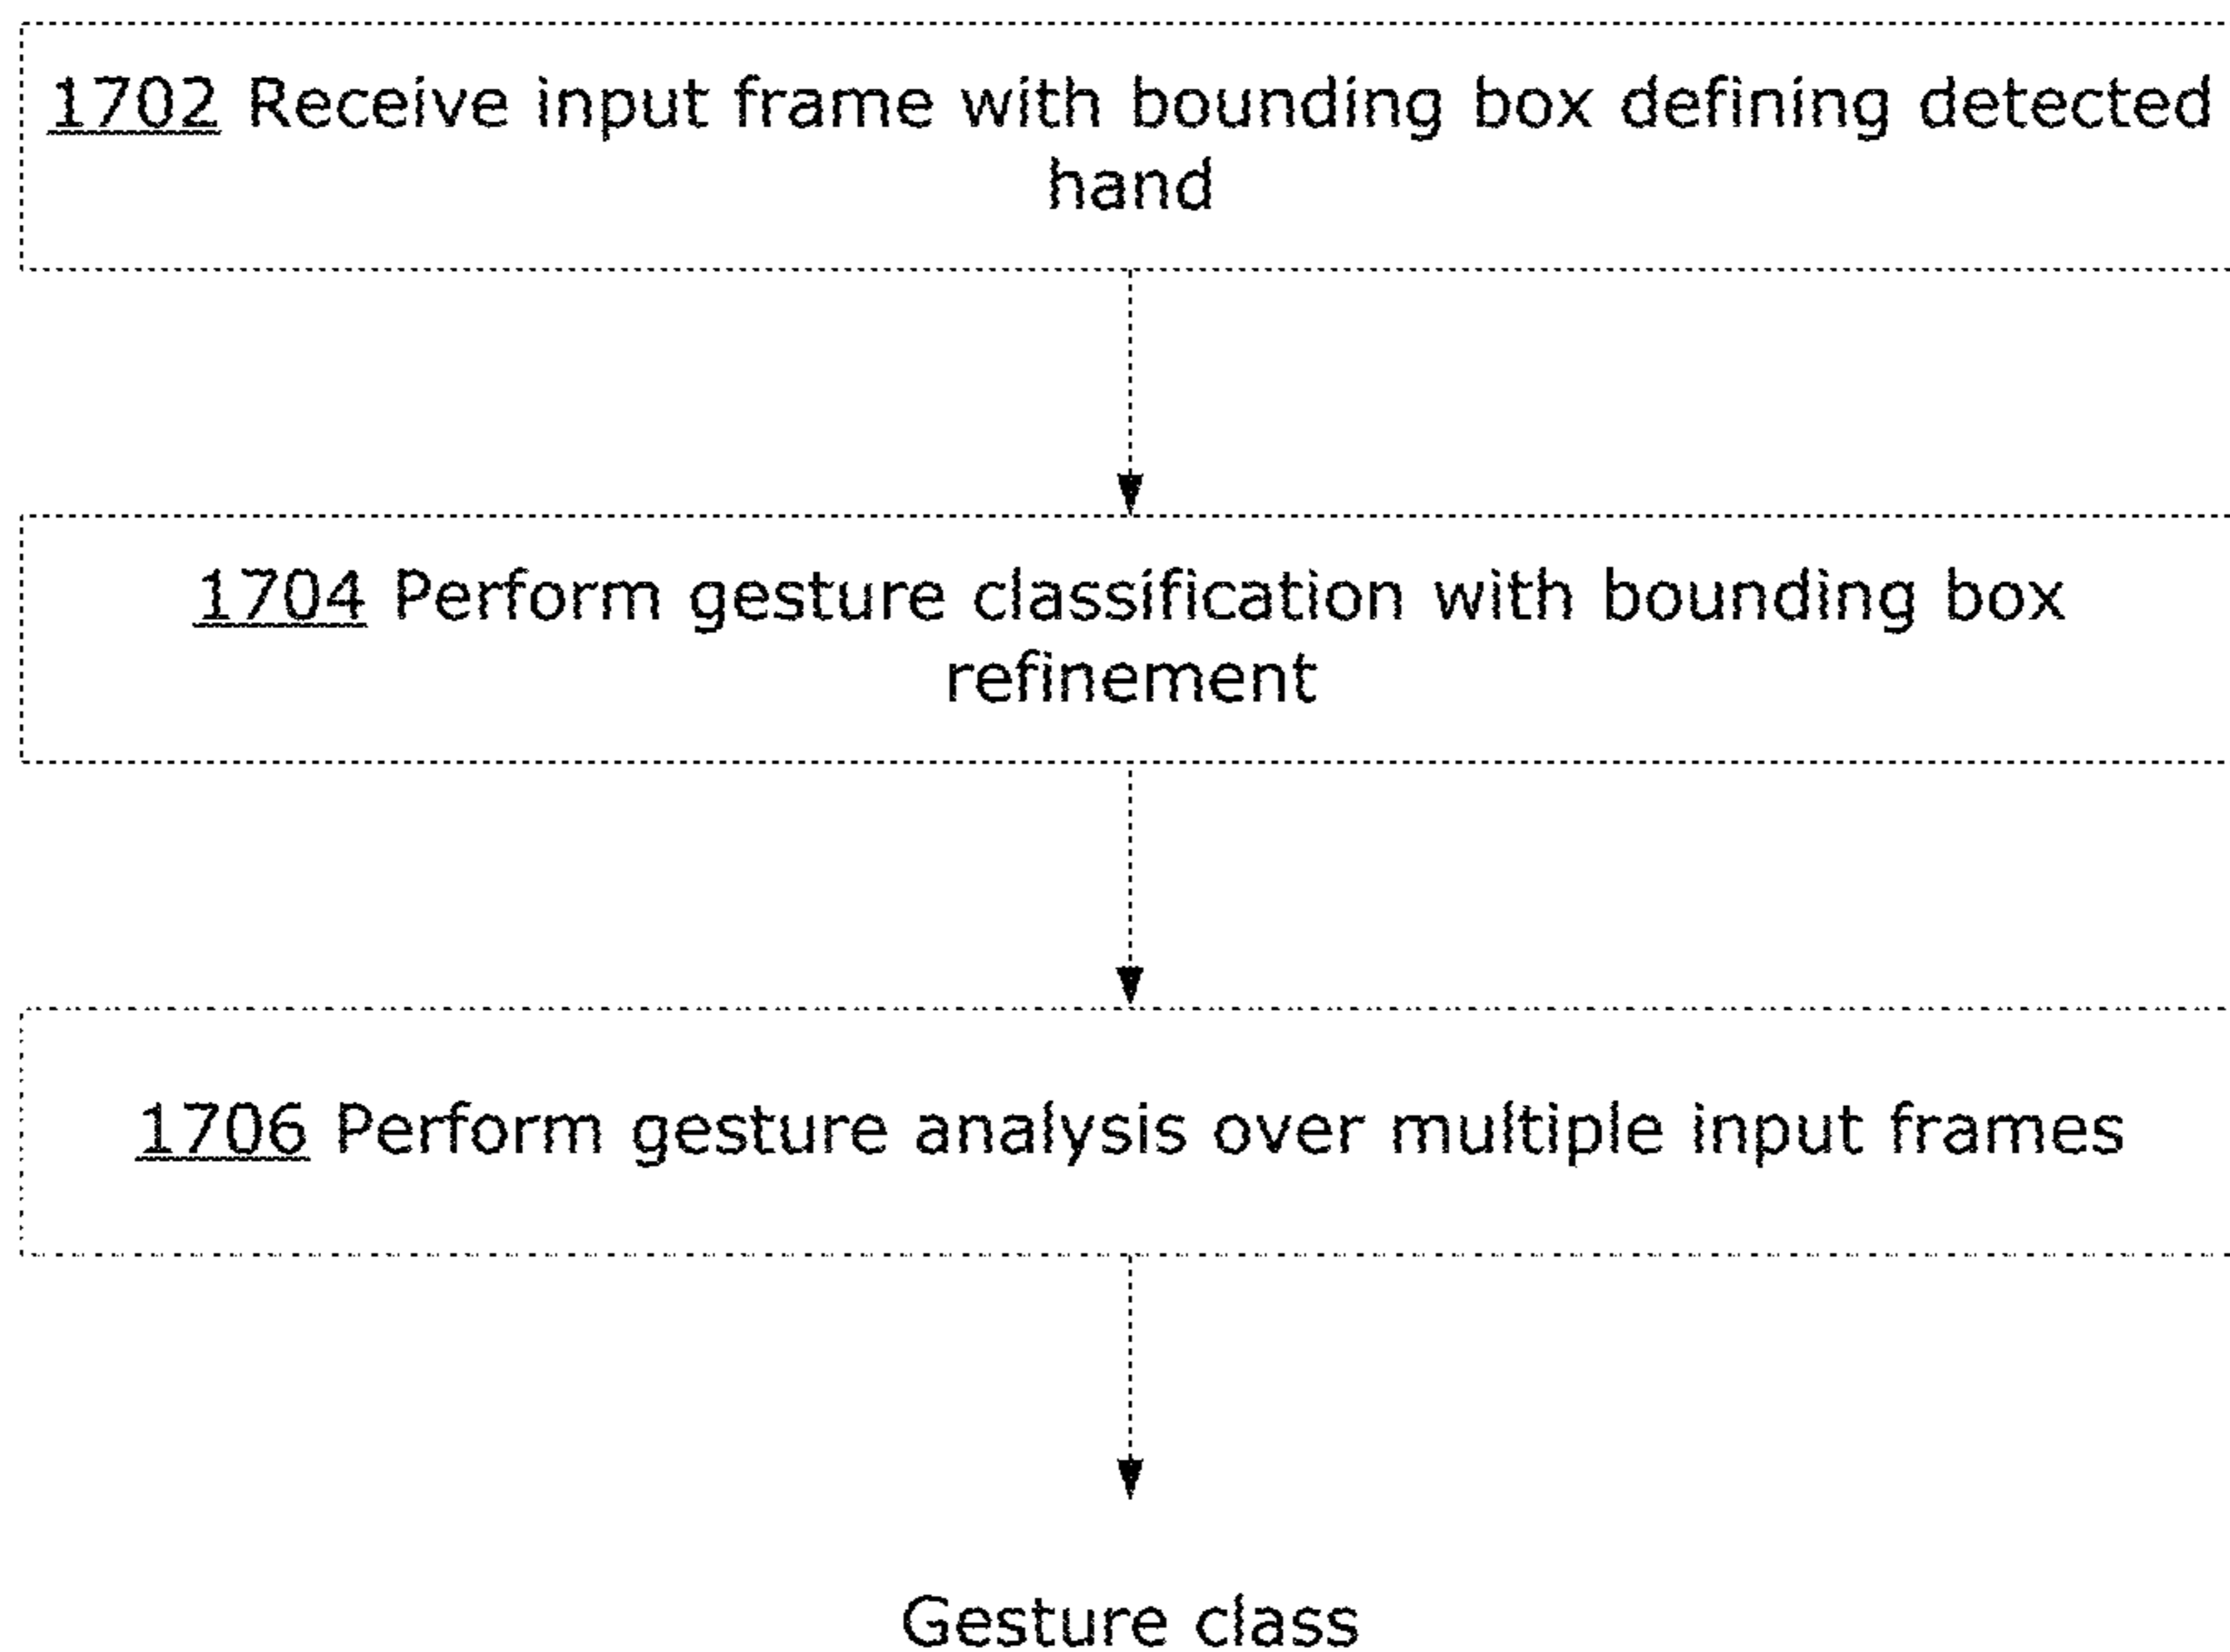 1702 Receive input frame with bounding box defining detected
hand
1704 Perform gesture classification with bounding box
refinement
1706 Perform gesture analysis over multiple input frames
Gesture class